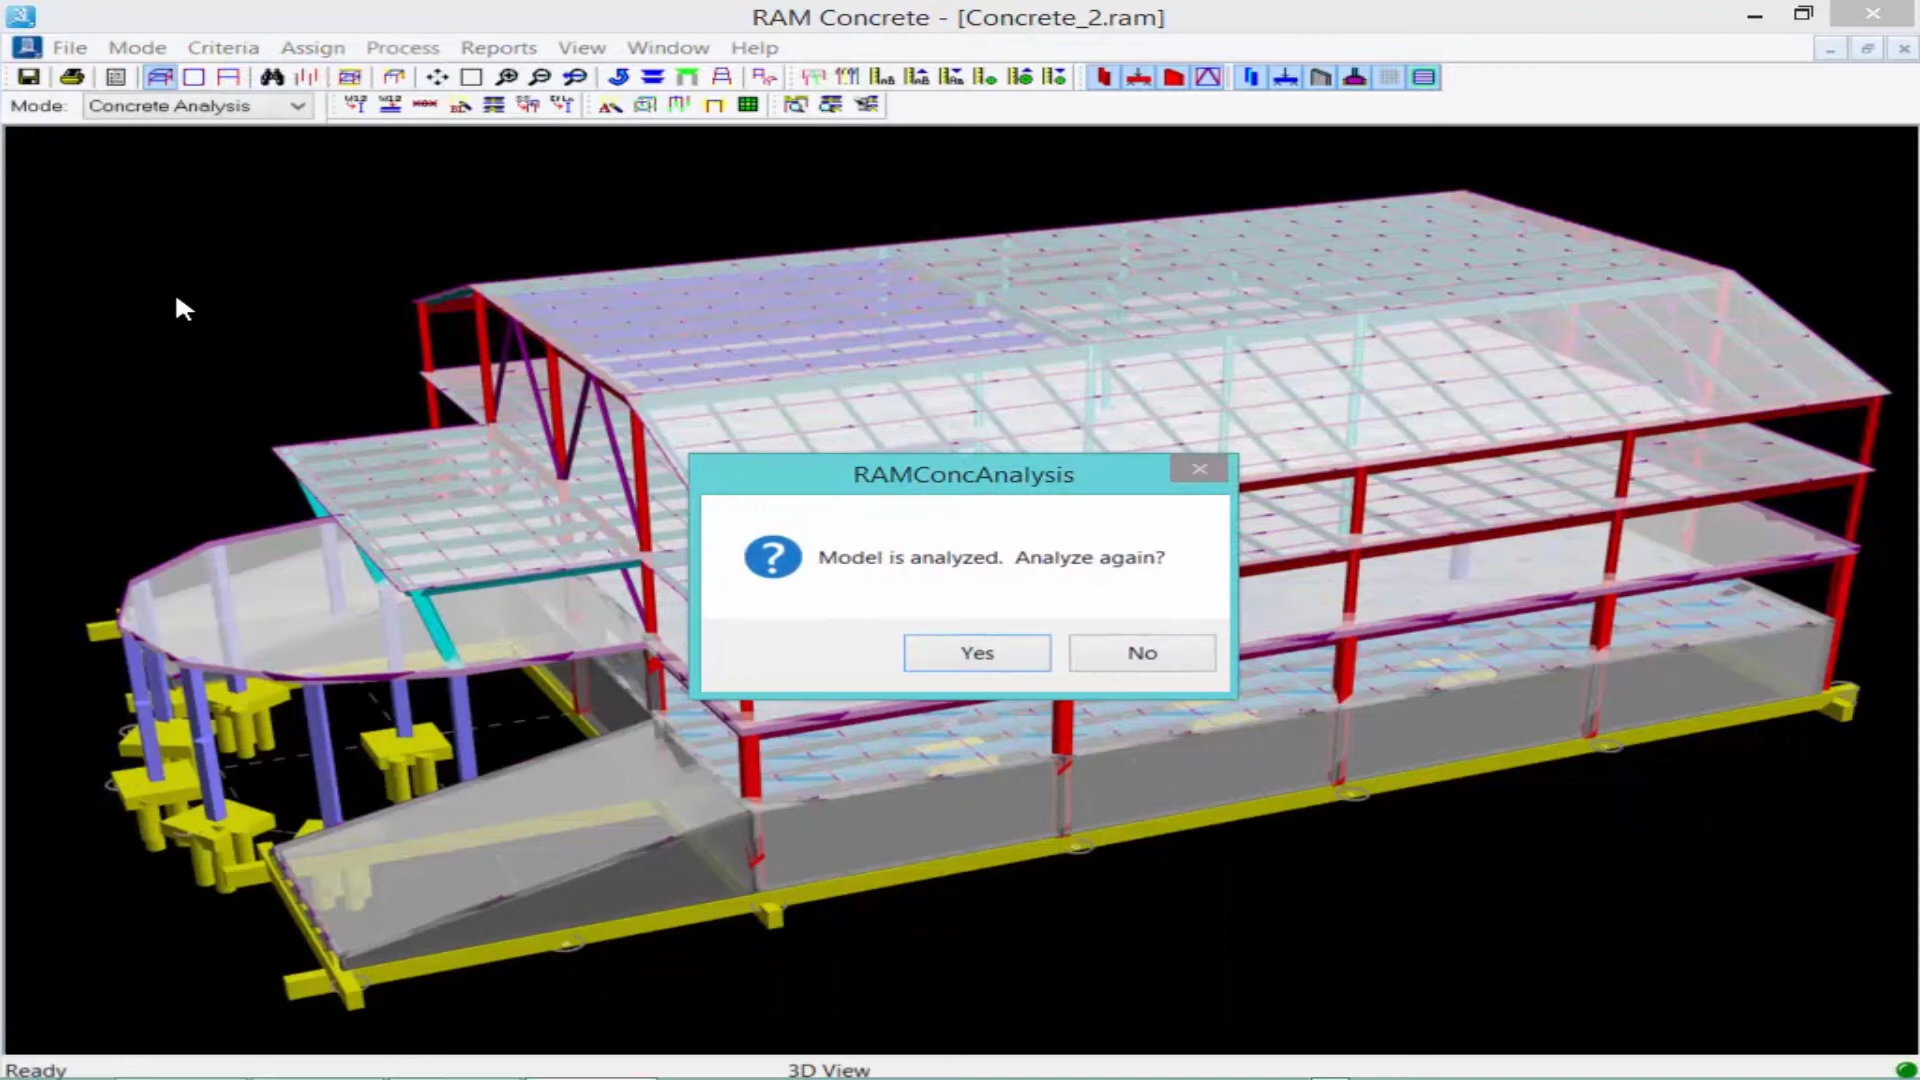 RAM Concrete - [Concrete_2.ram]
File Mode Criteria Assign Process Reports View Window Help
Mode: Concrete Analysis
RAMConcAnalysis
Model is analyzed. Analyze again?
Yes No
Ready 3D View